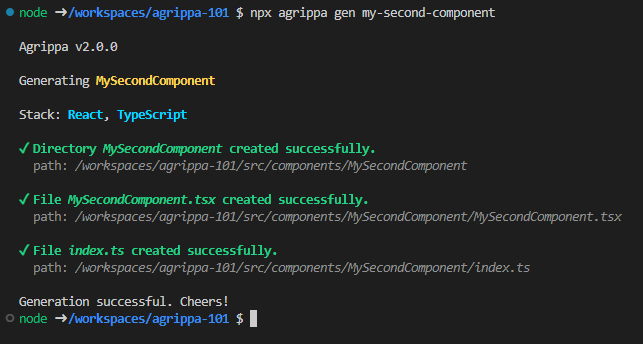 node ➜/workspaces/agrippa-101 $ npx agrippa gen my-second-component
Agrippa v2.0.0
Generating MySecondComponent
Stack: React, TypeScript
✓ Directory MySecondComponent created successfully.
path: /workspaces/agrippa-101/src/components/MySecondComponent
✓ File MySecondComponent.tsx created successfully.
path: /workspaces/agrippa-101/src/components/MySecondComponent/MySecondComponent.tsx
✓ File index.ts created successfully.
path: /workspaces/agrippa-101/src/components/MySecondComponent/index.ts
Generation successful. Cheers!
node ➜/workspaces/agrippa-101 $